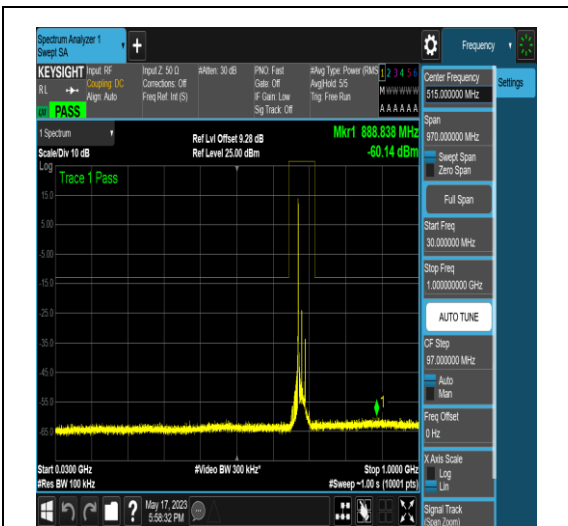 Spectrum Analyzer 1
Swept SA
+
Frequency
KEYSIGHT
RL
PASS
Input: RF
Coupling: DC
Align: Auto
Input Z: 50 Ω
Corrections: Off
Freq Ref: Int (S)
#Atten: 30 dB
PNO: Fast
Gate: Off
IF Gain: Low
Sig Track: Off
#Avg Type: Power (RMS
Avg|Hold: 5/5
Trig: Free Run
1 2 3 4 5 6
M W W W W W
A A A A A A
Center Frequency
515.000000 MHz
Settings
Span
970.000000 MHz
Swept Span
Zero Span
Full Span
Start Freq
30.000000 MHz
Stop Freq
1.000000000 GHz
AUTO TUNE
CF Step
97.000000 MHz
Auto
Man
Freq Offset
0 Hz
X Axis Scale
Log
Lin
Signal Track
(Span Zoom)
1 Spectrum
Scale/Div 10 dB
Log
Ref Lvl Offset 9.28 dB
Ref Level 25.00 dBm
Mkr1 888.838 MHz
-60.14 dBm
Trace 1 Pass
15.0
5.00
-5.00
-15.0
-25.0
-35.0
-45.0
-55.0
-65.0
1
Start 0.0300 GHz
#Res BW 100 kHz
#Video BW 300 kHz*
Stop 1.0000 GHz
#Sweep ~1.00 s (10001 pts)
?
May 17, 2023
5:58:32 PM